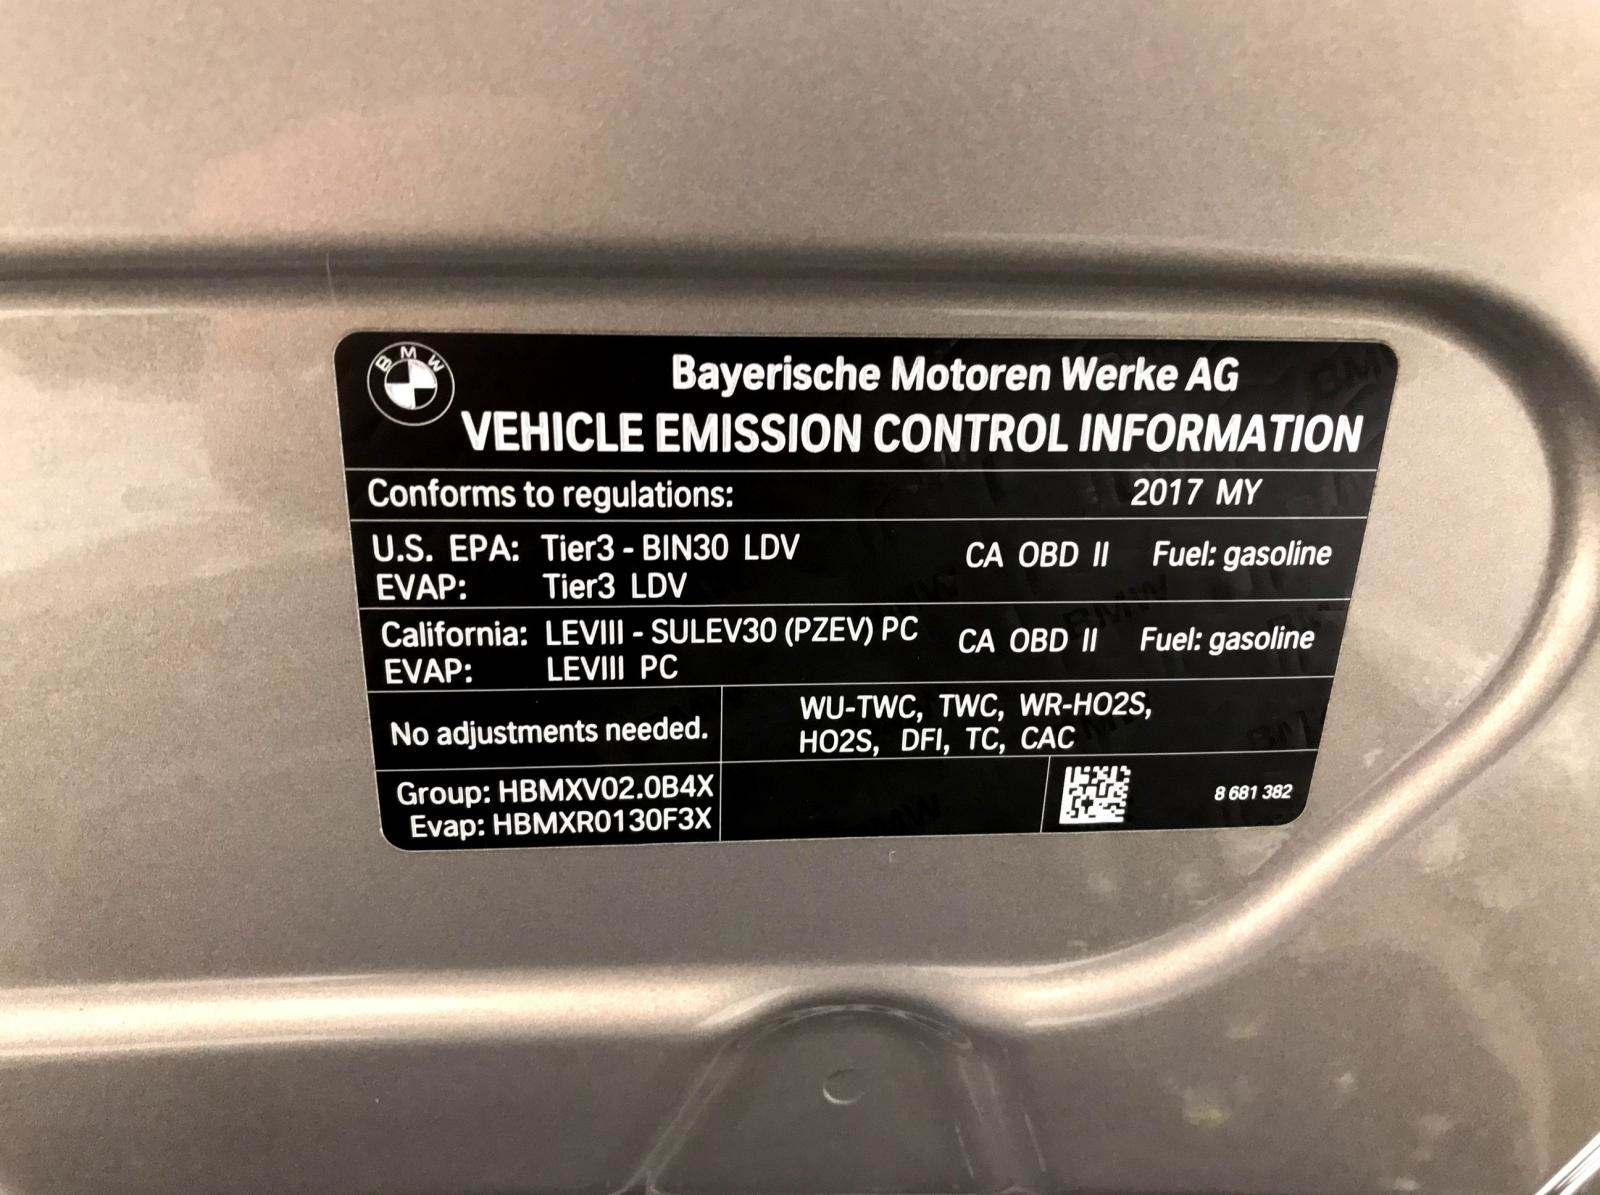 BMW
Bayerische Motoren Werke AG
VEHICLE EMISSION CONTROL INFORMATION
Conforms to regulations: 2017 MY
U.S. EPA: Tier3 - BIN30 LDV CA OBD II Fuel: gasoline
EVAP: Tier3 LDV
California: LEVIII - SULEV30 (PZEV) PC CA OBD II Fuel: gasoline
EVAP: LEVIII PC
No adjustments needed.
WU-TWC, TWC, WR-HO2S,
HO2S, DFI, TC, CAC
Group: HBMXV02.0B4X
Evap: HBMXR0130F3X
8 681 382